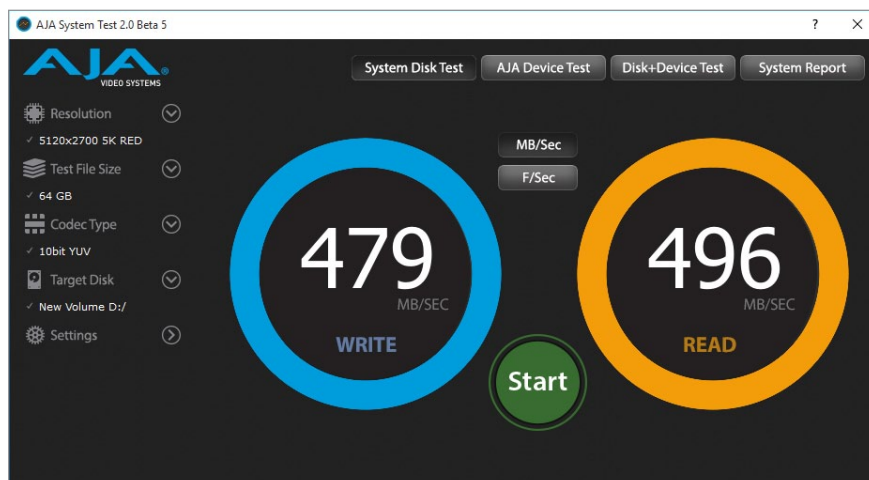 AJA System Test 2.0 Beta 5
? X
AJA
VIDEO SYSTEMS
System Disk Test
AJA Device Test
Disk+Device Test
System Report
Resolution
✓ 5120x2700 5K RED
Test File Size
✓ 64 GB
Codec Type
✓ 10bit YUV
Target Disk
✓ New Volume D:/
Settings
MB/Sec
F/Sec
479
MB/SEC
WRITE
496
MB/SEC
READ
Start